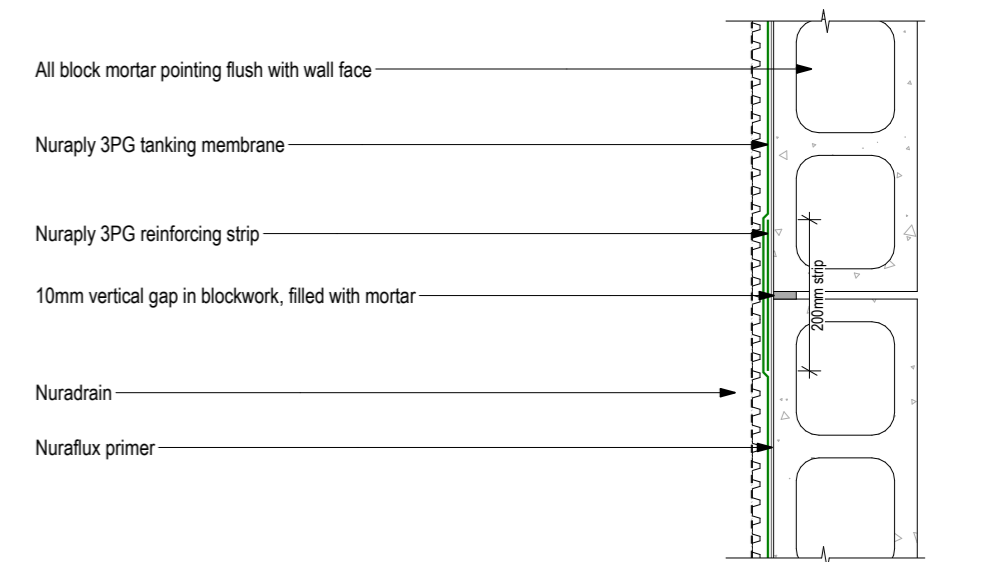 All block mortar pointing flush with wall face
Nuraply 3PG tanking membrane
Nuraply 3PG reinforcing strip
10mm vertical gap in blockwork, filled with mortar
200mm strip
Nuradrain
Nuraflux primer